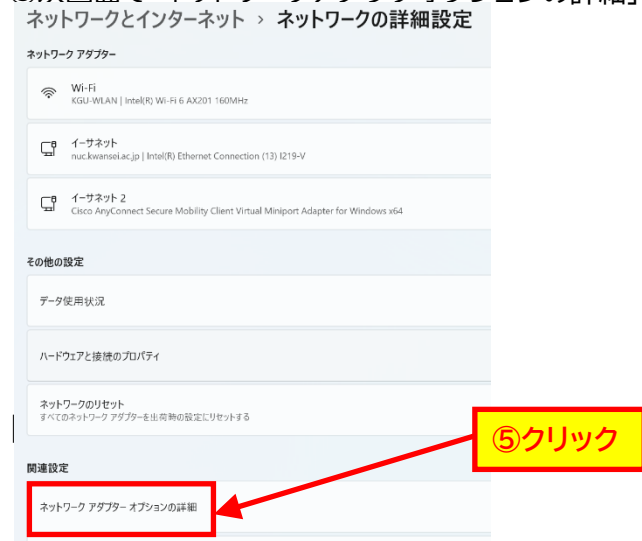 ネットワークとインターネット › ネットワークの詳細設定
ネットワーク アダプター
Wi-Fi
KGU-WLAN | Intel(R) Wi-Fi 6 AX201 160MHz
イーサネット
nuc.kwansei.ac.jp | Intel(R) Ethernet Connection (13) I219-V
イーサネット 2
Cisco AnyConnect Secure Mobility Client Virtual Miniport Adapter for Windows x64
その他の設定
データ使用状況
ハードウェアと接続のプロパティ
ネットワークのリセット
すべてのネットワーク アダプターを出荷時の設定にリセットする
⑤クリック
関連設定
ネットワーク アダプター オプションの詳細